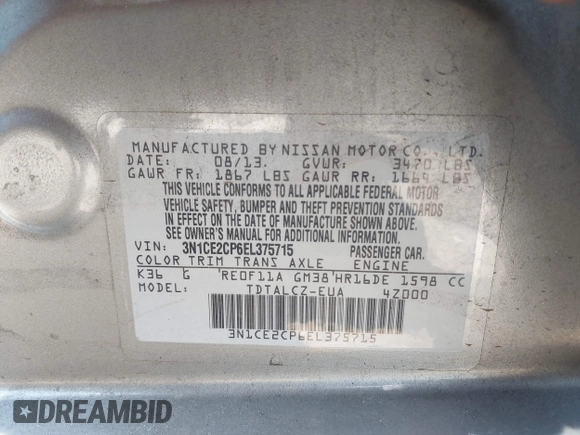 MANUFACTURED BY NISSAN MOTOR CO., LTD.
DATE: 08/13. GVWR: 3470 LBS
GAWR FR: 1867 LBS GAWR RR: 1664 LBS
THIS VEHICLE CONFORMS TO ALL APPLICABLE FEDERAL MOTOR
VEHICLE SAFETY, BUMPER AND THEFT PREVENTION STANDARDS
IN EFFECT ON THE DATE OF MANUFACTURE SHOWN ABOVE.
SEE OWNER'S MANUAL FOR ADDITIONAL INFORMATION.
VIN: 3N1CE2CP6EL375715 PASSENGER CAR.
COLOR TRIM TRANS AXLE ENGINE
K36 G RE0F11A GM38 HR16DE 1598 CC
MODEL: TDTALCZ-EUA 4Z000
3N1CE2CP6EL375715
DREAMBID